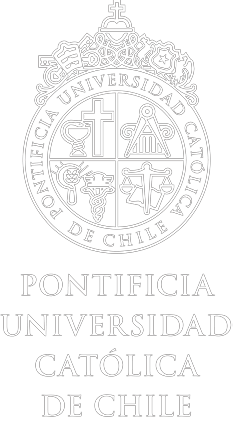 PONTIFICIA UNIVERSIDAD CATÓLICA DE CHILE
PONTIFICIA
UNIVERSIDAD
CATÓLICA
DE CHILE